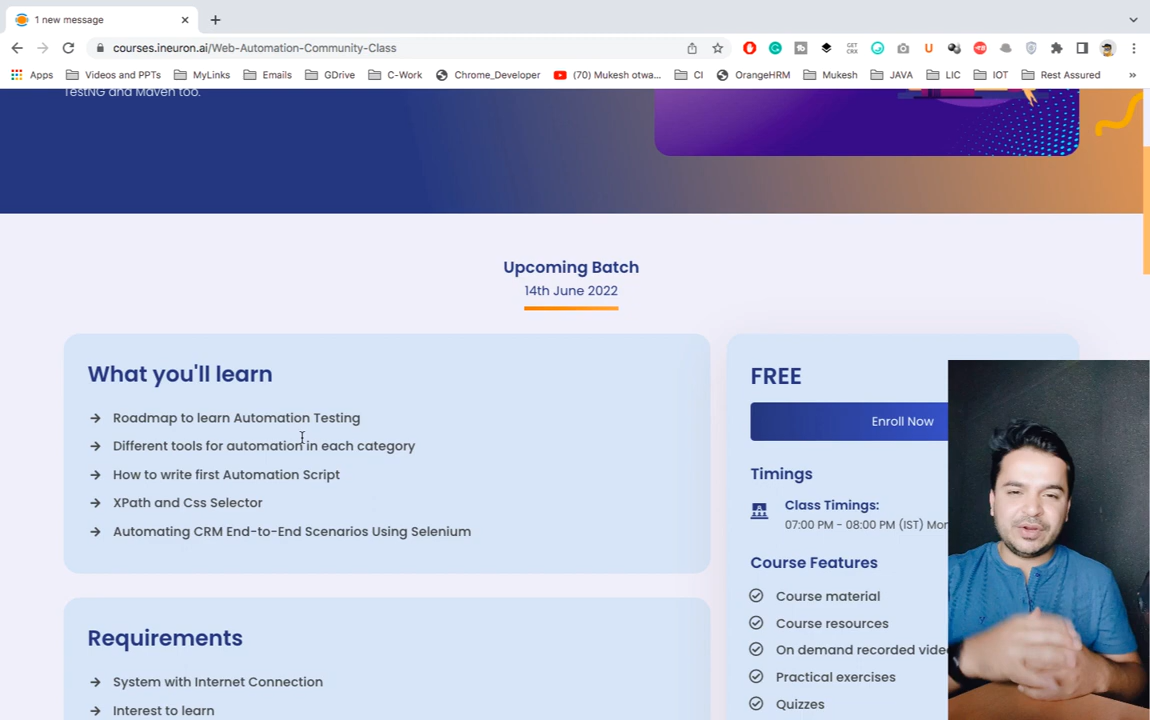 1 new message
courses.ineuron.ai/Web-Automation-Community-Class
GET
CRX
U
Apps
Videos and PPTs
MyLinks
Emails
GDrive
C-Work
Chrome_Developer
(70) Mukesh otwa...
CI
OrangeHRM
Mukesh
JAVA
LIC
IOT
Rest Assured
»
TestNG and Maven too.
Upcoming Batch
14th June 2022
What you'll learn
Roadmap to learn Automation Testing
Different tools for automation in each category
How to write first Automation Script
XPath and Css Selector
Automating CRM End-to-End Scenarios Using Selenium
Requirements
System with Internet Connection
Interest to learn
FREE
Enroll Now
Timings
Class Timings:
07:00 PM - 08:00 PM (IST) Mon
Course Features
Course material
Course resources
On demand recorded vide
Practical exercises
Quizzes